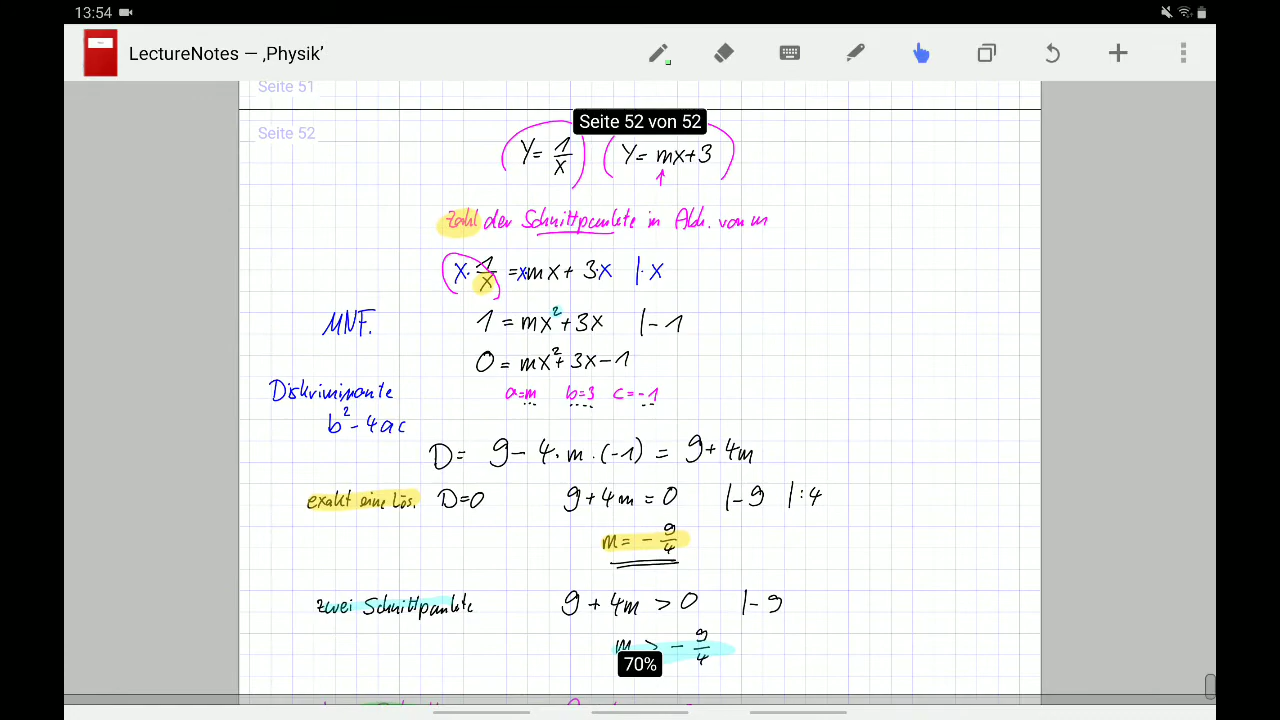 13:54
LectureNotes — ‚Physik‘
Seite 51
Seite 52
Seite 52 von 52
Y= 1/x Y= mx+3
Zahl der Schnittpunkte in Abh. von m
x· 1/x = x·mx + 3·x |·x
MNF. 1 = mx² + 3x |-1
0 = mx² + 3x - 1
Diskriminante a=m b=3 c=-1
b² - 4ac
D= 9 - 4· m · (-1) = 9 + 4m
exakt eine Lös. D=0 9 + 4m = 0 |-9 |:4
m = - 9/4
zwei Schnittpunkte 9 + 4m > 0 |-9
m > - 9/4
70%